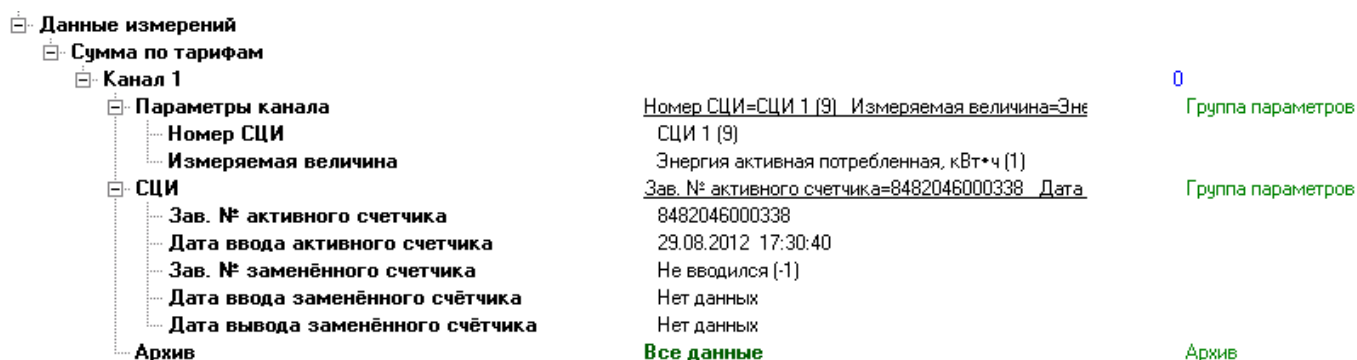 Данные измерений
Сумма по тарифам
Канал 1 0
Параметры канала Номер СЦИ=СЦИ 1 (9) Измеряемая величина=Эне Группа параметров
Номер СЦИ СЦИ 1 (9)
Измеряемая величина Энергия активная потребленная, кВт•ч (1)
СЦИ Зав. № активного счетчика=8482046000338 Дата Группа параметров
Зав. № активного счетчика 8482046000338
Дата ввода активного счетчика 29.08.2012 17:30:40
Зав. № заменённого счетчика Не вводился (-1)
Дата ввода заменённого счётчика Нет данных
Дата вывода заменённого счётчика Нет данных
Архив Все данные Архив